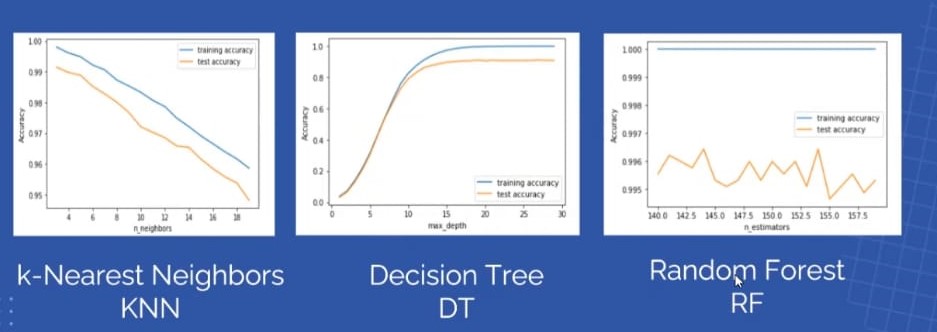 1.00
0.99
0.98
0.97
0.96
0.95
Accuracy
training accuracy
test accuracy
4 6 8 10 12 14 16 18
n_neighbors
1.0
0.8
0.6
0.4
0.2
0.0
Accuracy
training accuracy
test accuracy
0 5 10 15 20 25 30
max_depth
1.000
0.999
0.998
0.997
0.996
0.995
Accuracy
training accuracy
test accuracy
140.0 142.5 145.0 147.5 150.0 152.5 155.0 157.5
n_estimators
k-Nearest Neighbors
KNN
Decision Tree
DT
Random Forest
RF